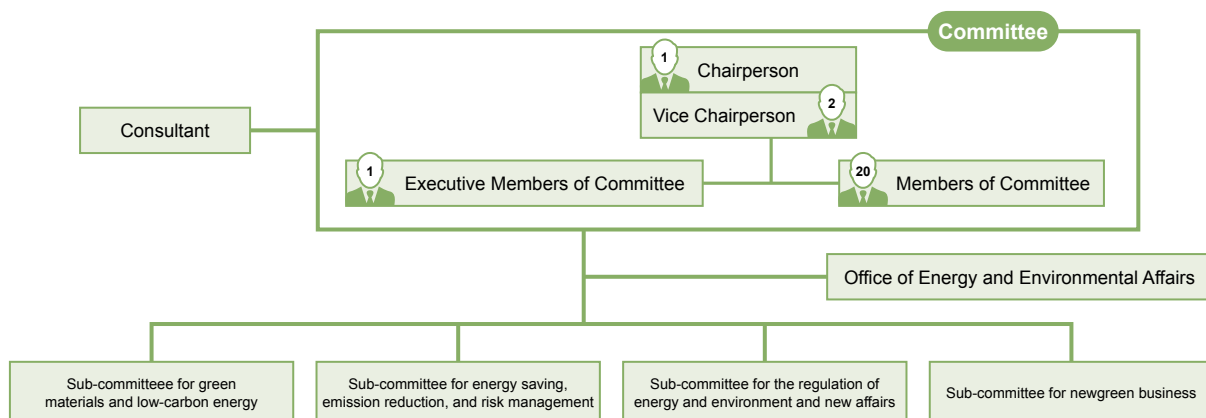 Committee
1
Chairperson
Vice Chairperson
2
Consultant
1
Executive Members of Committee
20
Members of Committee
Office of Energy and Environmental Affairs
Sub-committeee for green
materials and low-carbon energy
Sub-committee for energy saving,
emission reduction, and risk management
Sub-committee for the regulation of
energy and environment and new affairs
Sub-committee for newgreen business